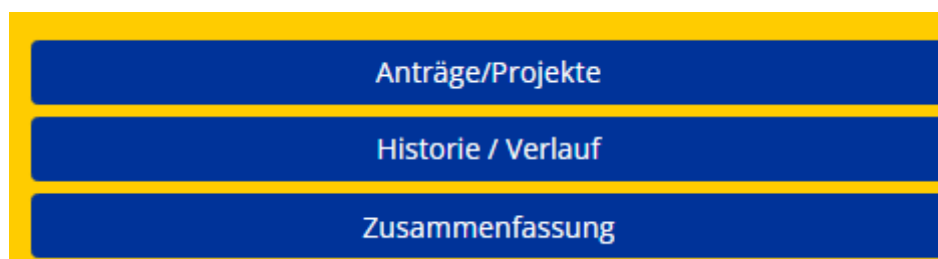 Anträge/Projekte
Historie / Verlauf
Zusammenfassung